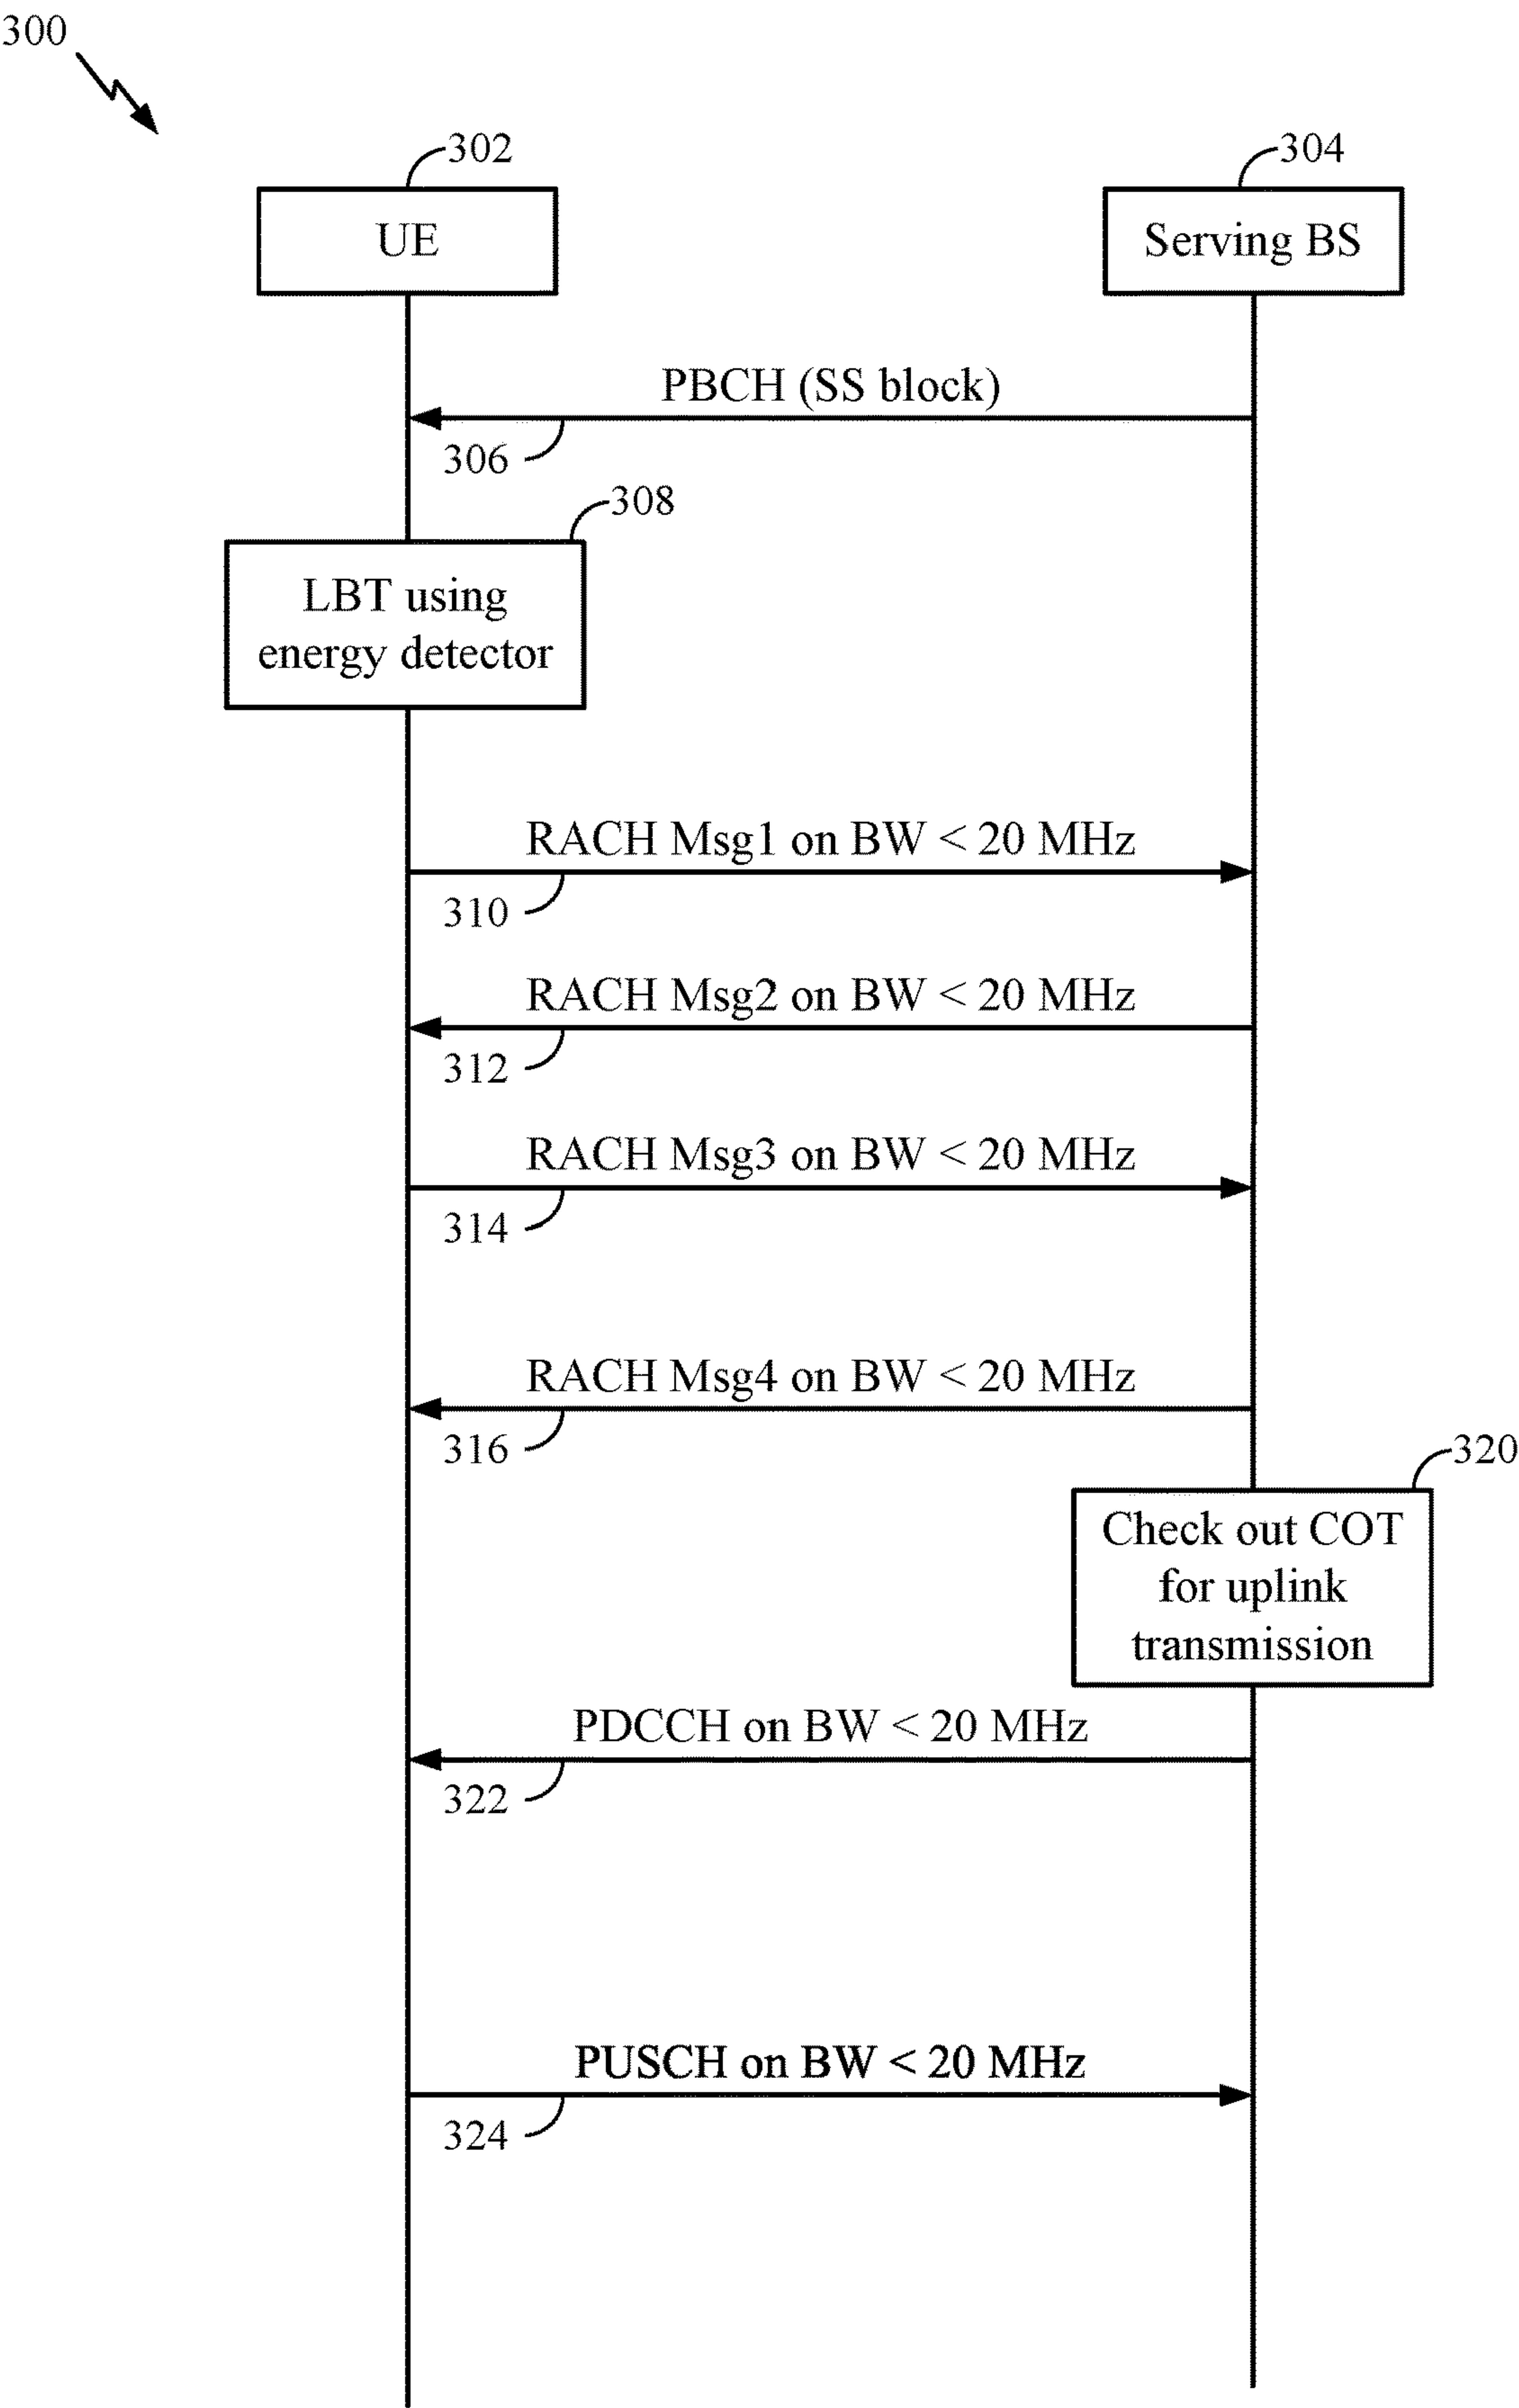 300
302
304
UE
Serving BS
PBCH (SS block)
306
308
LBT using
energy detector
RACH Msg1 on BW < 20 MHz
310
RACH Msg2 on BW < 20 MHz
312
RACH Msg3 on BW < 20 MHz
314
RACH Msg4 on BW < 20 MHz
316
320
Check out COT
for uplink
transmission
PDCCH on BW < 20 MHz
322
PUSCH on BW < 20 MHz
324